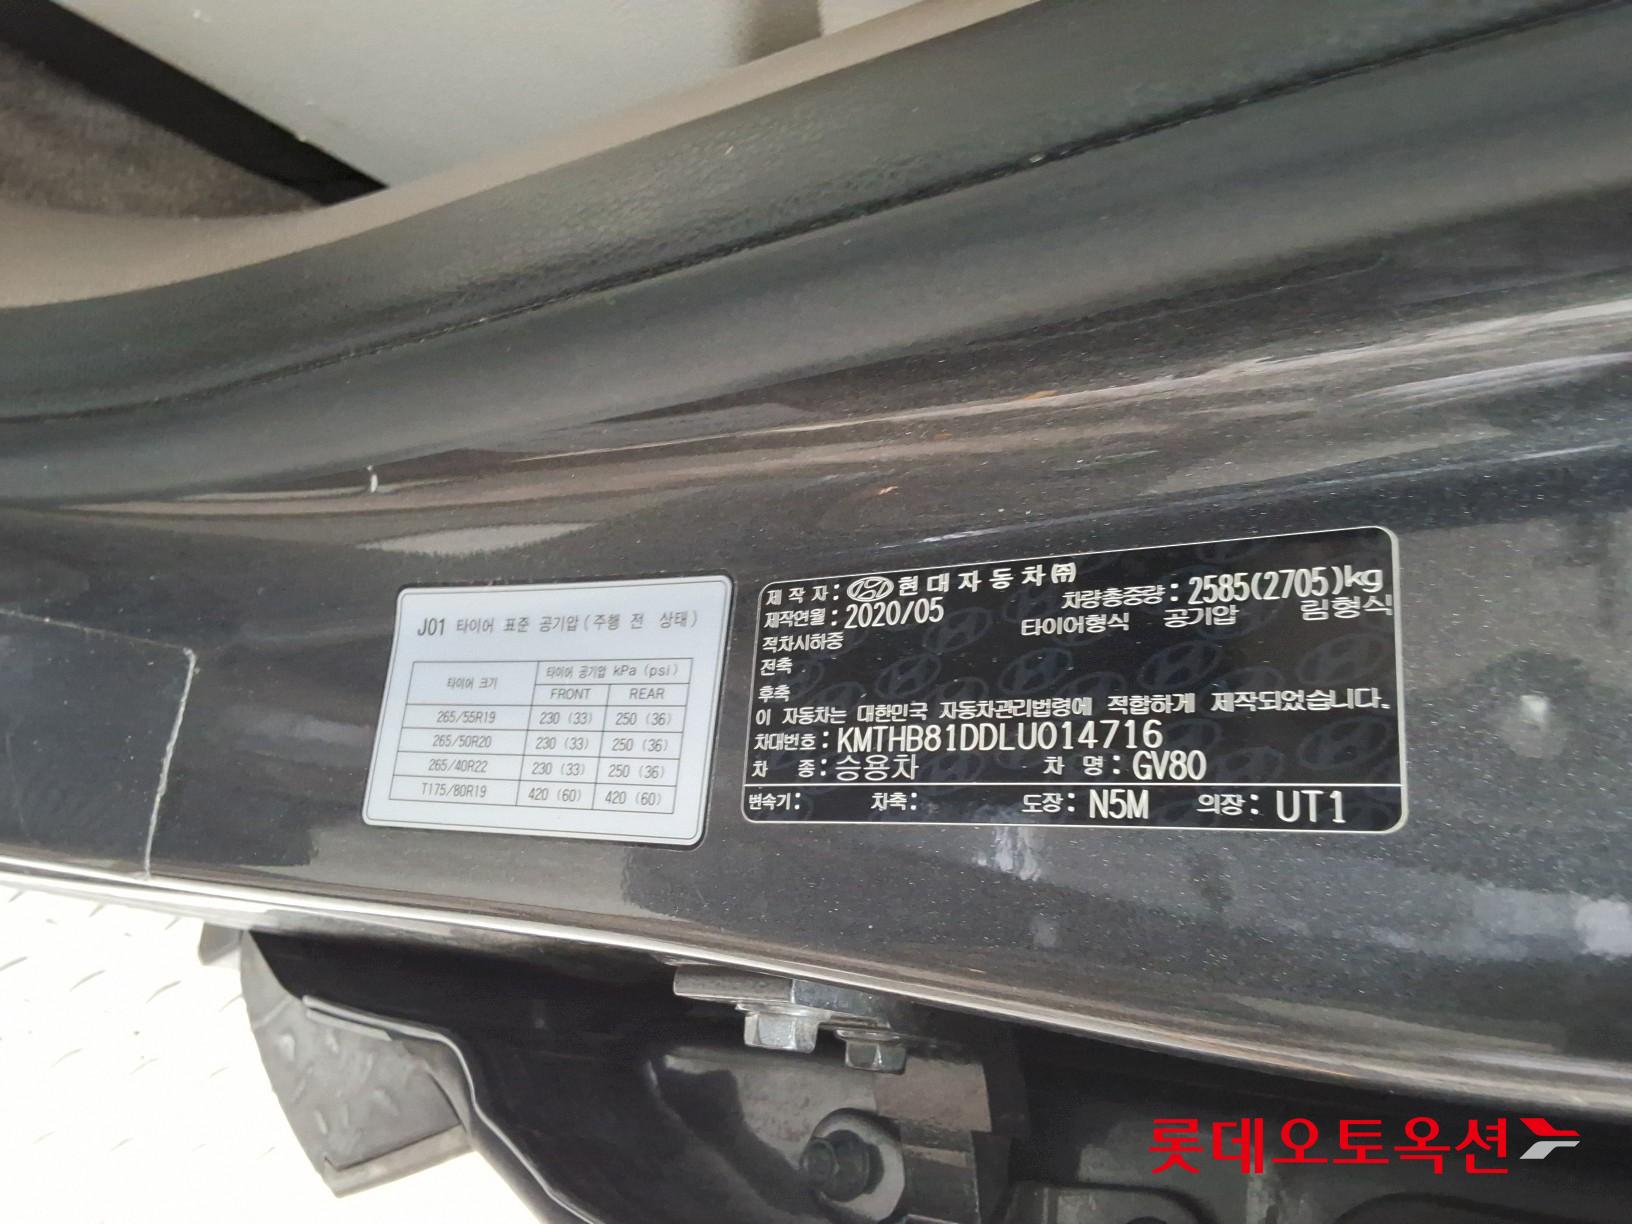 J01 타이어 표준 공기압 (주행 전 상태)
타이어 크기 타이어 공기압 kPa (psi)
FRONT REAR
265/55R19 230 (33) 250 (36)
265/50R20 230 (33) 250 (36)
265/40R22 230 (33) 250 (36)
T175/80R19 420 (60) 420 (60)
제작자: 현대자동차㈜ 차량총중량: 2585(2705)kg
제작연월: 2020/05 타이어형식 공기압 림형식
적차시하중
전축
후축
이 자동차는 대한민국 자동차관리법령에 적합하게 제작되었습니다.
차대번호: KMTHB81DDLU014716
차 종: 승용차 차 명: GV80
변속기: 차축: 도장: N5M 의장: UT1
롯데오토옥션